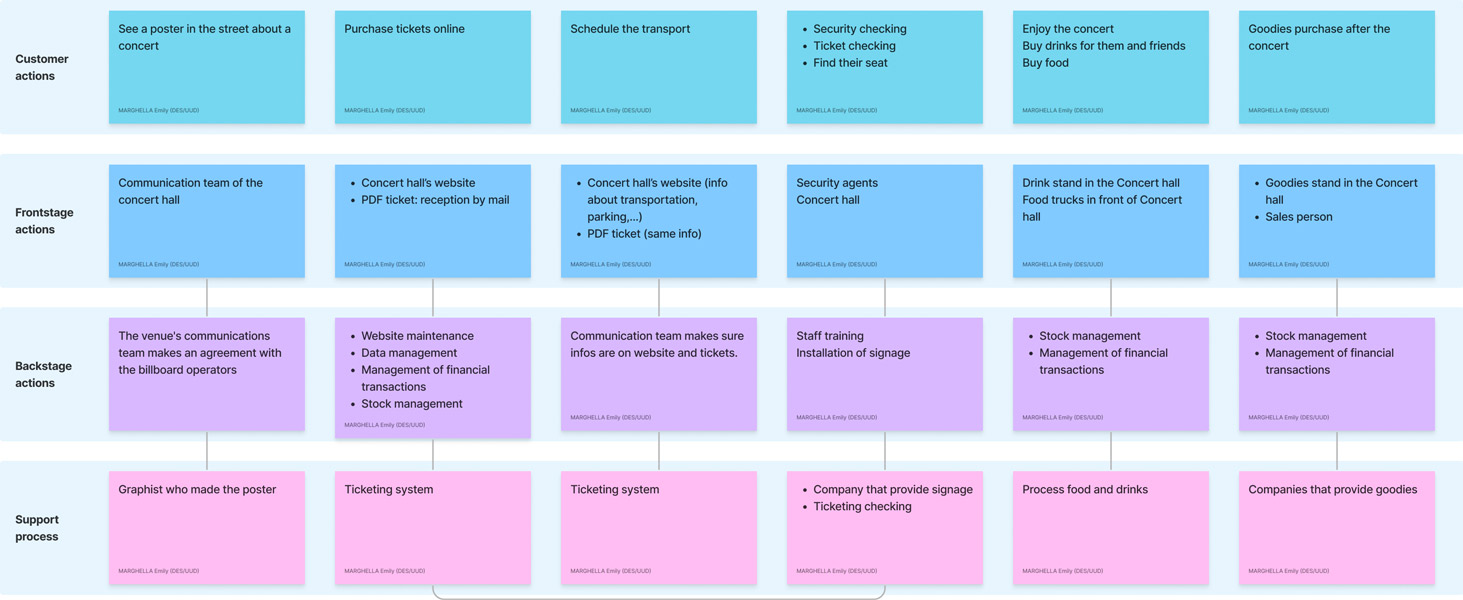 Customer
actions
See a poster in the street about a
concert
MARGHELLA Emily (DES/UUD)
Purchase tickets online
MARGHELLA Emily (DES/UUD)
Schedule the transport
MARGHELLA Emily (DES/UUD)
• Security checking
• Ticket checking
• Find their seat
MARGHELLA Emily (DES/UUD)
Enjoy the concert
Buy drinks for them and friends
Buy food
MARGHELLA Emily (DES/UUD)
Goodies purchase after the
concert
MARGHELLA Emily (DES/UUD)
Frontstage
actions
Communication team of the
concert hall
MARGHELLA Emily (DES/UUD)
• Concert hall's website
• PDF ticket: reception by mail
MARGHELLA Emily (DES/UUD)
• Concert hall's website (info
about transportation,
parking,...)
• PDF ticket (same info)
MARGHELLA Emily (DES/UUD)
Security agents
Concert hall
MARGHELLA Emily (DES/UUD)
Drink stand in the Concert hall
Food trucks in front of Concert
hall
MARGHELLA Emily (DES/UUD)
• Goodies stand in the Concert
hall
• Sales person
MARGHELLA Emily (DES/UUD)
Backstage
actions
The venue's communications
team makes an agreement with
the billboard operators
MARGHELLA Emily (DES/UUD)
• Website maintenance
• Data management
• Management of financial
transactions
• Stock management
MARGHELLA Emily (DES/UUD)
Communication team makes sure
infos are on website and tickets.
MARGHELLA Emily (DES/UUD)
Staff training
Installation of signage
MARGHELLA Emily (DES/UUD)
• Stock management
• Management of financial
transactions
MARGHELLA Emily (DES/UUD)
• Stock management
• Management of financial
transactions
MARGHELLA Emily (DES/UUD)
Support
process
Graphist who made the poster
MARGHELLA Emily (DES/UUD)
Ticketing system
MARGHELLA Emily (DES/UUD)
Ticketing system
MARGHELLA Emily (DES/UUD)
• Company that provide signage
• Ticketing checking
MARGHELLA Emily (DES/UUD)
Process food and drinks
MARGHELLA Emily (DES/UUD)
Companies that provide goodies
MARGHELLA Emily (DES/UUD)